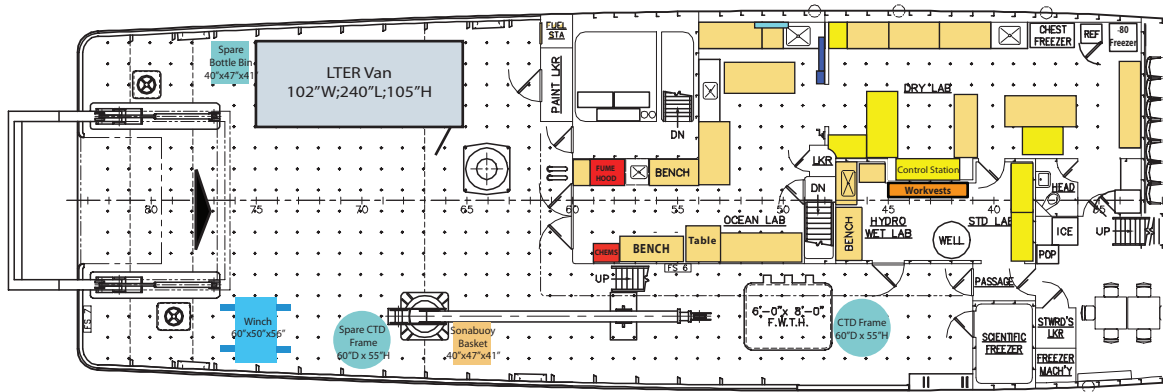 Spare
Bottle Bin
40"x47"x41"
LTER Van
102"W;240"L;105"H
FUEL
STA
PAINT LKR
DN
FUME
HOOD
BENCH
CHEST
FREEZER
REF
-80
Freezer
DRY LAB
LKR
DN
Control Station
Workvests
HEAD
80
75
70
65
60
55
50
45
40
35
OCEAN LAB
HYDRO
WET LAB
STD LAB
WELL
BENCH
ICE
POP
UP
CHEMS
BENCH
Table
FS 6
UP
PASSAGE
FS 7
Winch
60"x50"x56"
Spare CTD
Frame
60"D x 55"H
Sonabuoy
Basket
40"x47"x41"
6'-0"x 8'-0"
F.W.T.H.
CTD Frame
60"D x 55"H
SCIENTIFIC
FREEZER
STWRD'S
LKR
FREEZER
MACH'Y